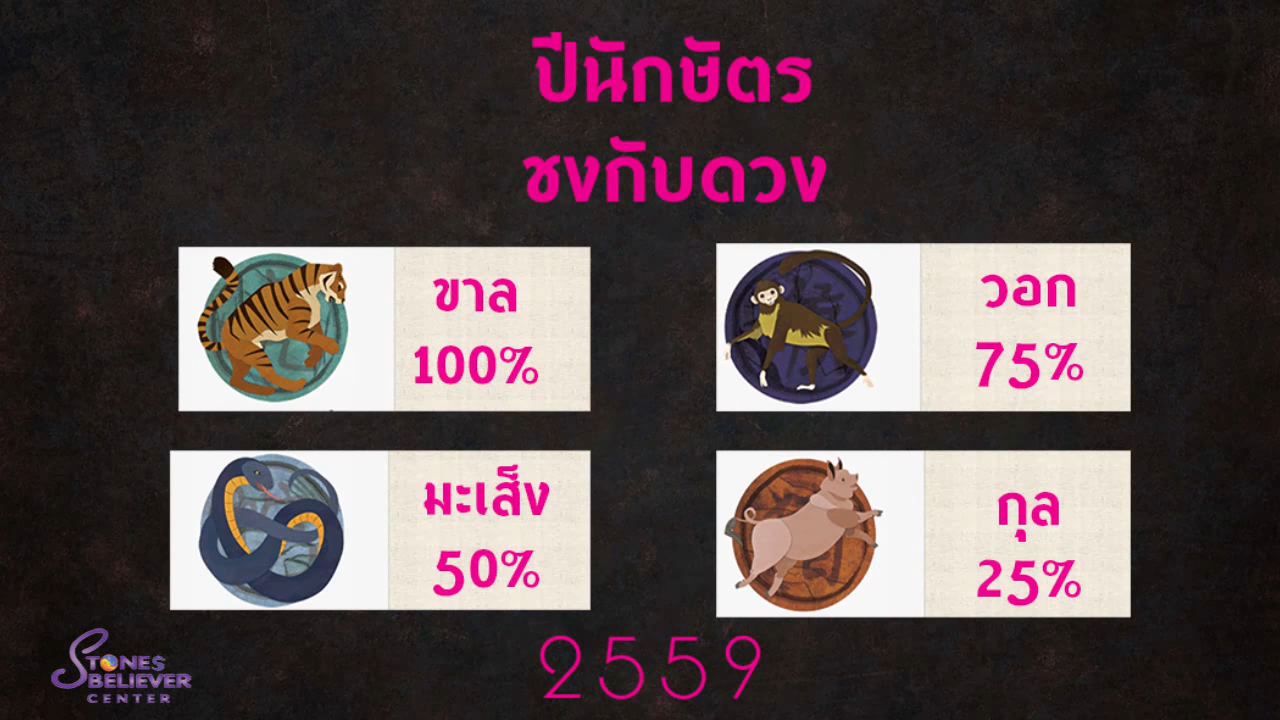 ปีนักษัตร
ชงกับดวง
ขาล
100%
วอก
75%
มะเส็ง
50%
กุล
25%
2559
STONES
BELIEVER
CENTER